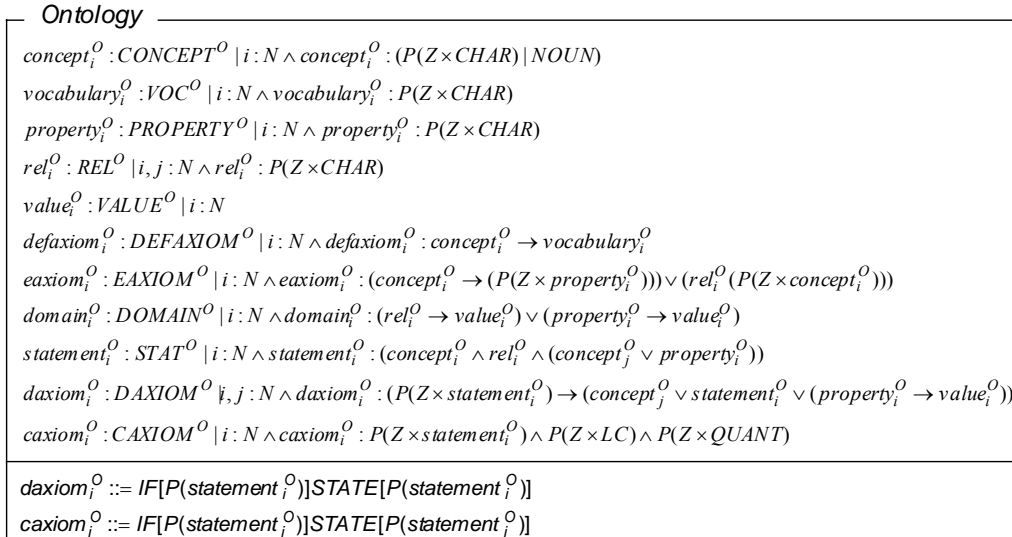 Ontology
concept_i^O : CONCEPT^O | i : N ∧ concept_i^O : (P(Z × CHAR) | NOUN)
vocabulary_i^O : VOC^O | i : N ∧ vocabulary_i^O : P(Z × CHAR)
property_i^O : PROPERTY^O | i : N ∧ property_i^O : P(Z × CHAR)
rel_i^O : REL^O | i, j : N ∧ rel_i^O : P(Z × CHAR)
value_i^O : VALUE^O | i : N
defaxiom_i^O : DEFAXIOM^O | i : N ∧ defaxiom_i^O : concept_i^O → vocabulary_i^O
eaxiom_i^O : EAXIOM^O | i : N ∧ eaxiom_i^O : (concept_i^O → (P(Z × property_i^O))) ∨ (rel_i^O (P(Z × concept_i^O)))
domain_i^O : DOMAIN^O | i : N ∧ domain_i^O : (rel_i^O → value_i^O) ∨ (property_i^O → value_i^O)
statement_i^O : STAT^O | i : N ∧ statement_i^O : (concept_i^O ∧ rel_i^O ∧ (concept_j^O ∨ property_i^O))
daxiom_i^O : DAXIOM^O | i, j : N ∧ daxiom_i^O : (P(Z × statement_i^O) → (concept_j^O ∨ statement_i^O ∨ (property_i^O → value_i^O))
caxiom_i^O : CAXIOM^O | i : N ∧ caxiom_i^O : P(Z × statement_i^O) ∧ P(Z × LC) ∧ P(Z × QUANT)
daxiom_i^O ::= IF[P(statement_i^O)]STATE[P(statement_i^O)]
caxiom_i^O ::= IF[P(statement_i^O)]STATE[P(statement_i^O)]